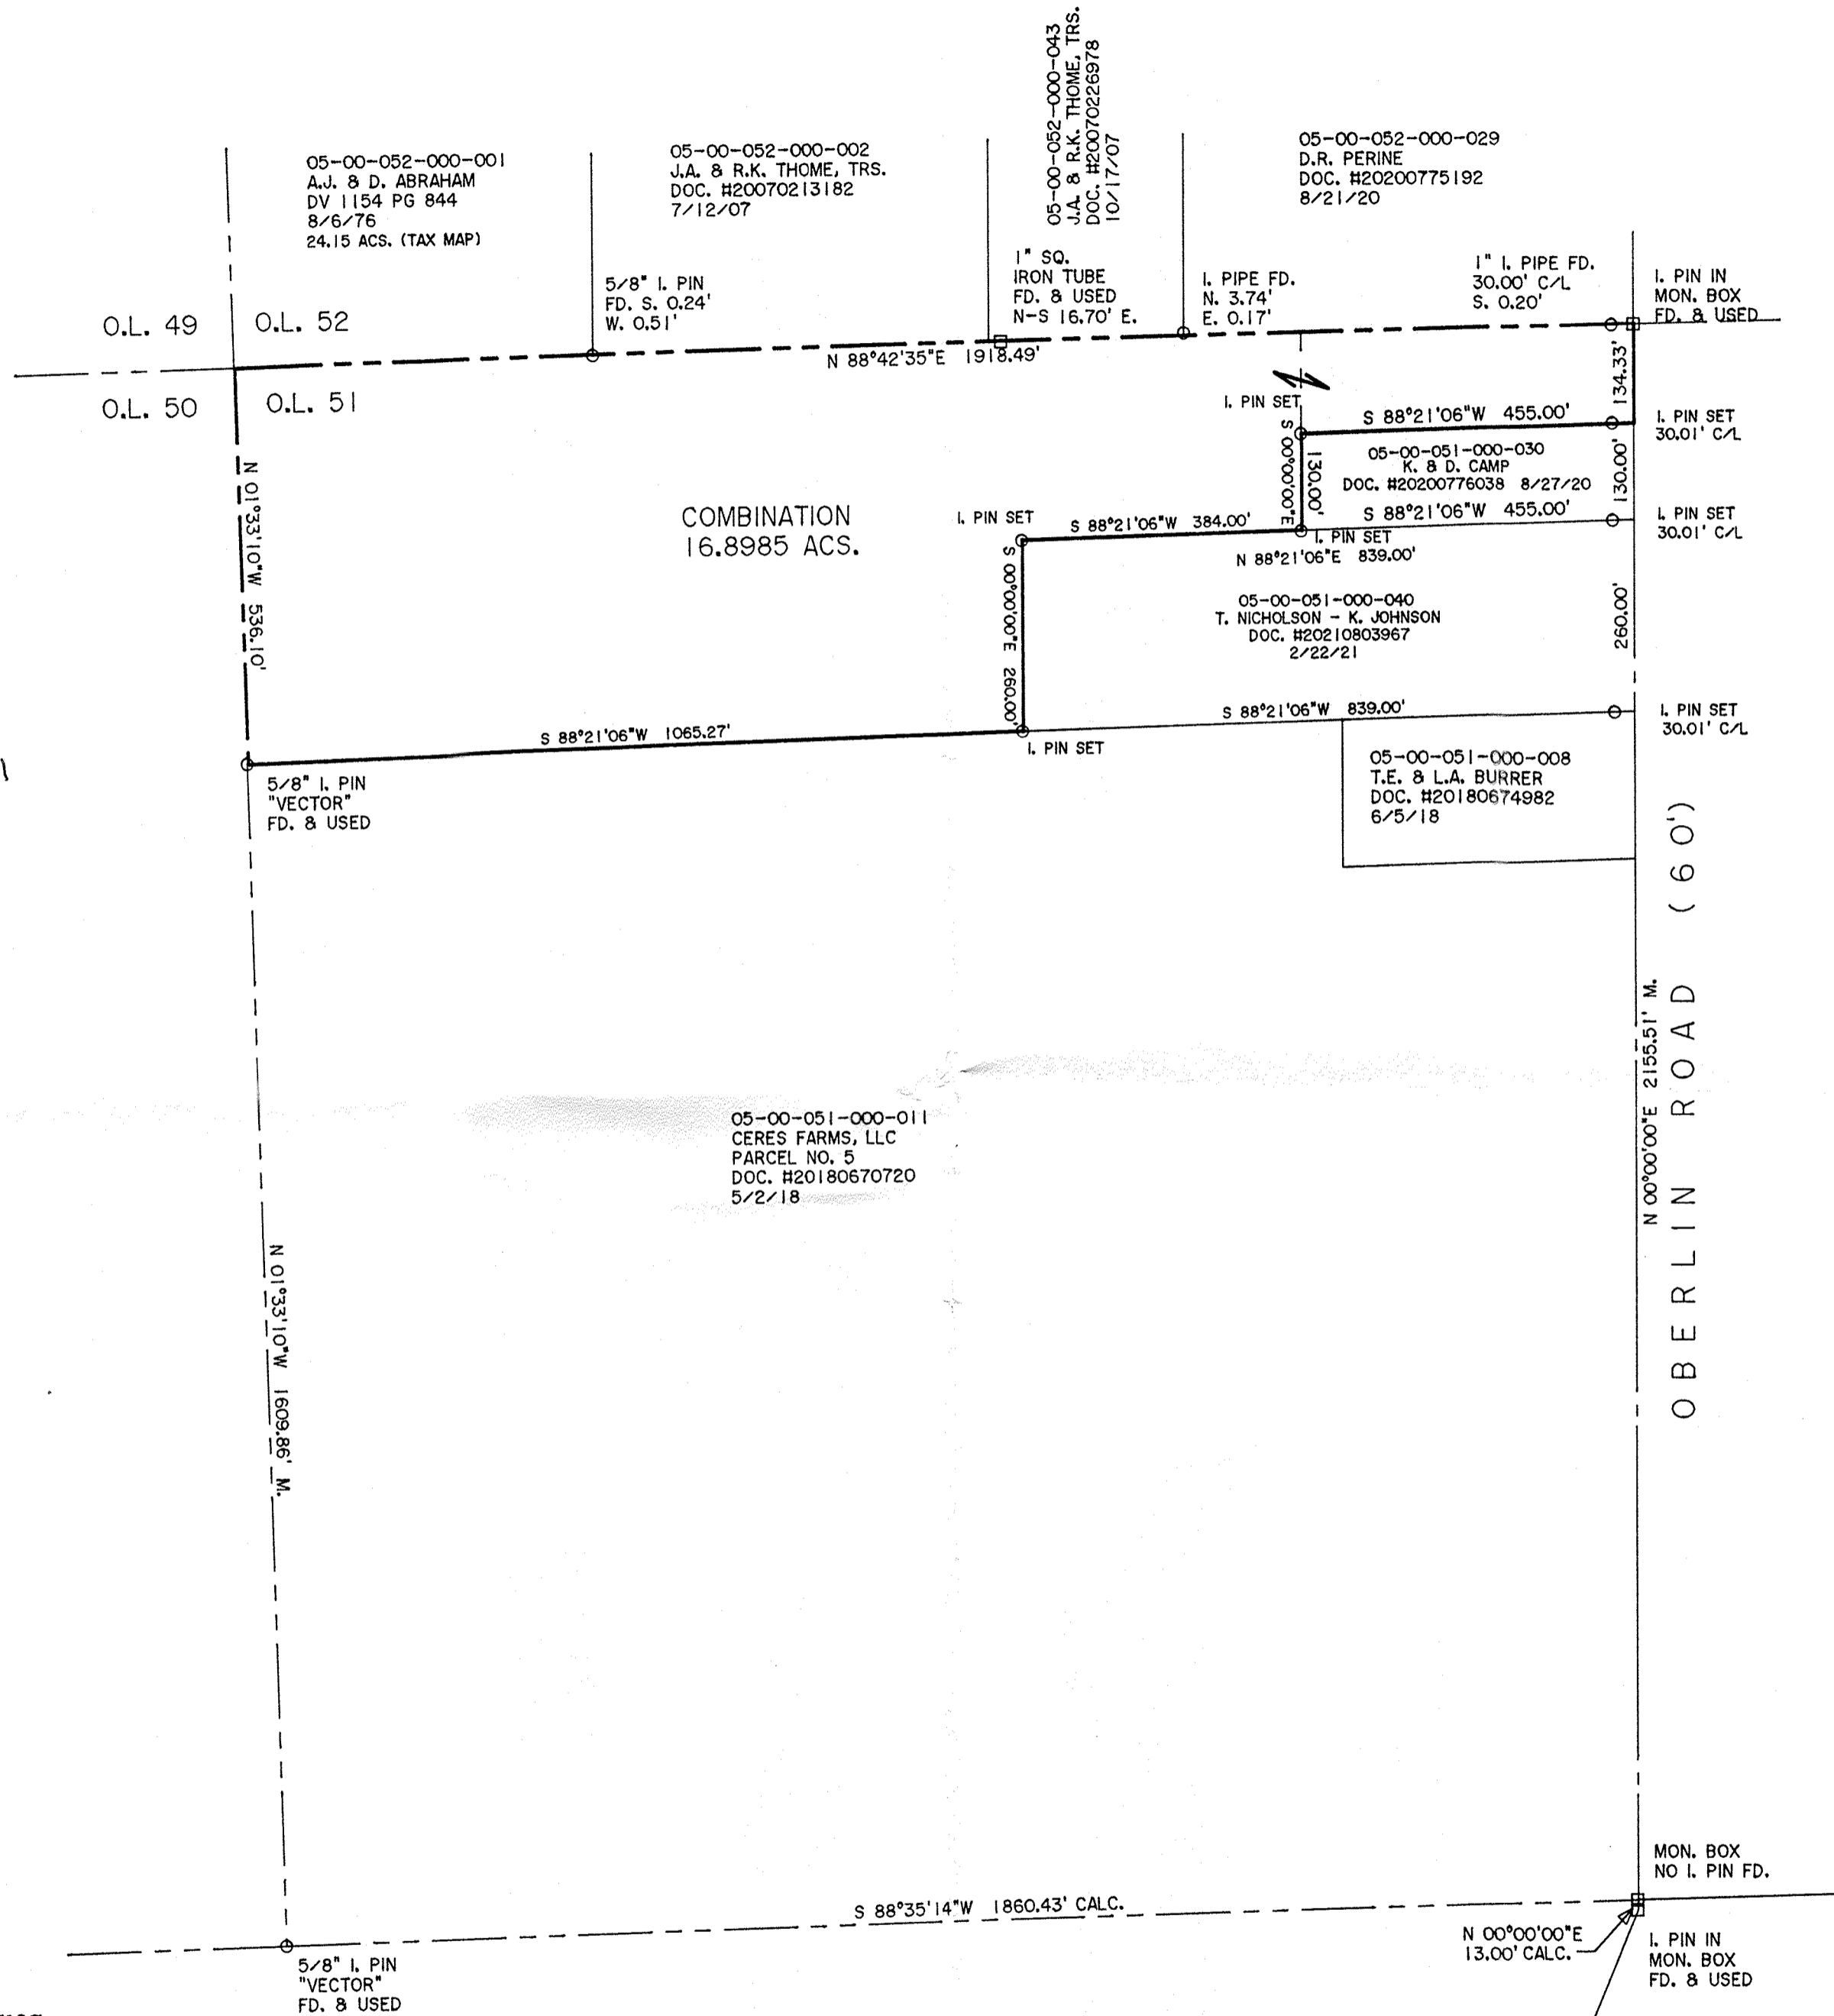 05-00-052-000-001
A.J. & D. ABRAHAM
DV 1154 PG 844
8/6/76
24.15 ACS. (TAX MAP)
05-00-052-000-002
J.A. & R.K. THOME, TRS.
DOC. #20070213182
7/12/07
05-00-052-000-043
J.A. & R.K. THOME, TRS.
DOC. #20070226978
10/17/07
05-00-052-000-029
D.R. PERINE
DOC. #20200775192
8/21/20
5/8" I. PIN
FD. S. 0.24'
W. 0.51'
1" SQ.
IRON TUBE
FD. & USED
N-S 16.70' E.
I. PIPE FD.
N. 3.74'
E. 0.17'
1" I. PIPE FD.
30.00' C/L
S. 0.20'
I. PIN IN
MON. BOX
FD. & USED
O.L. 49
O.L. 52
O.L. 50
O.L. 51
N 88°42'35"E 1918.49'
134.33'
I. PIN SET
S 88°21'06"W 455.00'
I. PIN SET
30.01' C/L
S 00°00'00"E
130.00'
05-00-051-000-030
K. & D. CAMP
DOC. #20200776038 8/27/20
130.00'
N 01°33'10"W 536.10'
COMBINATION
16.8985 ACS.
I. PIN SET
S 88°21'06"W 384.00'
S 88°21'06"W 455.00'
I. PIN SET
30.01' C/L
I. PIN SET
N 88°21'06"E 839.00'
S 00°00'00"E 260.00'
05-00-051-000-040
T. NICHOLSON - K. JOHNSON
DOC. #20210803967
2/22/21
260.00'
S 88°21'06"W 1065.27'
S 88°21'06"W 839.00'
I. PIN SET
30.01' C/L
I. PIN SET
5/8" I. PIN
"VECTOR"
FD. & USED
05-00-051-000-008
T.E. & L.A. BURRER
DOC. #20180674982
6/5/18
OBERLIN ROAD (60')
N 00°00'00"E 2155.51' M.
05-00-051-000-011
CERES FARMS, LLC
PARCEL NO. 5
DOC. #20180670720
5/2/18
N 01°33'10"W 1609.86' M.
MON. BOX
NO I. PIN FD.
S 88°35'14"W 1860.43' CALC.
N 00°00'00"E
13.00' CALC.
I. PIN IN
MON. BOX
FD. & USED
5/8" I. PIN
"VECTOR"
FD. & USED